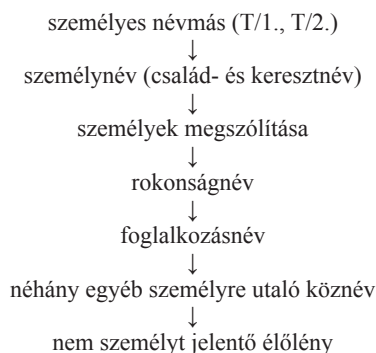 személyes névmás (T/1., T/2.)
↓
személynév (család- és keresztnév)
↓
személyek megszólítása
↓
rokonságnév
↓
foglalkozásnév
↓
néhány egyéb személyre utaló köznév
↓
nem személyt jelentő élőlény